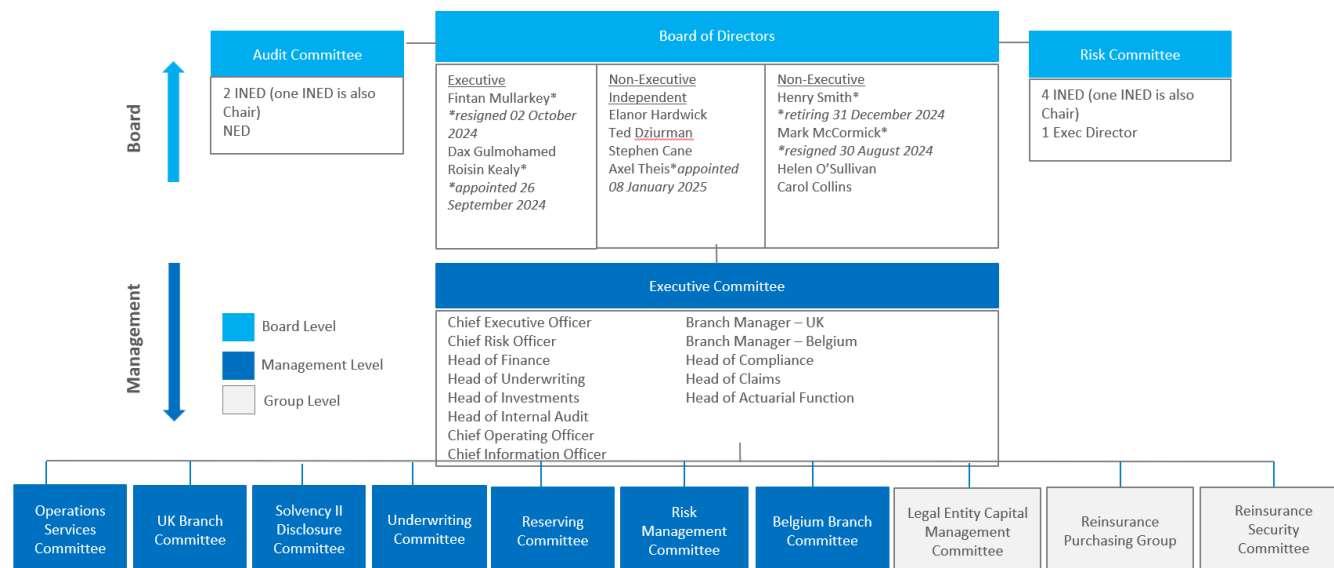 Board of Directors
Audit Committee
Risk Committee
Board
2 INED (one INED is also
Chair)
NED
Executive
Fintan Mullarkey*
*resigned 02 October
2024
Dax Gulmohamed
Roisin Kealy*
*appointed 26
September 2024
Non-Executive
Independent
Elanor Hardwick
Ted Dziurman
Stephen Cane
Axel Theis*appointed
08 January 2025
Non-Executive
Henry Smith*
*retiring 31 December 2024
Mark McCormick*
*resigned 30 August 2024
Helen O’Sullivan
Carol Collins
4 INED (one INED is also
Chair)
1 Exec Director
Management
Board Level
Management Level
Group Level
Executive Committee
Chief Executive Officer
Chief Risk Officer
Head of Finance
Head of Underwriting
Head of Investments
Head of Internal Audit
Chief Operating Officer
Chief Information Officer
Branch Manager – UK
Branch Manager – Belgium
Head of Compliance
Head of Claims
Head of Actuarial Function
Operations
Services
Committee
UK Branch
Committee
Solvency II
Disclosure
Committee
Underwriting
Committee
Reserving
Committee
Risk
Management
Committee
Belgium Branch
Committee
Legal Entity Capital
Management
Committee
Reinsurance
Purchasing Group
Reinsurance
Security
Committee